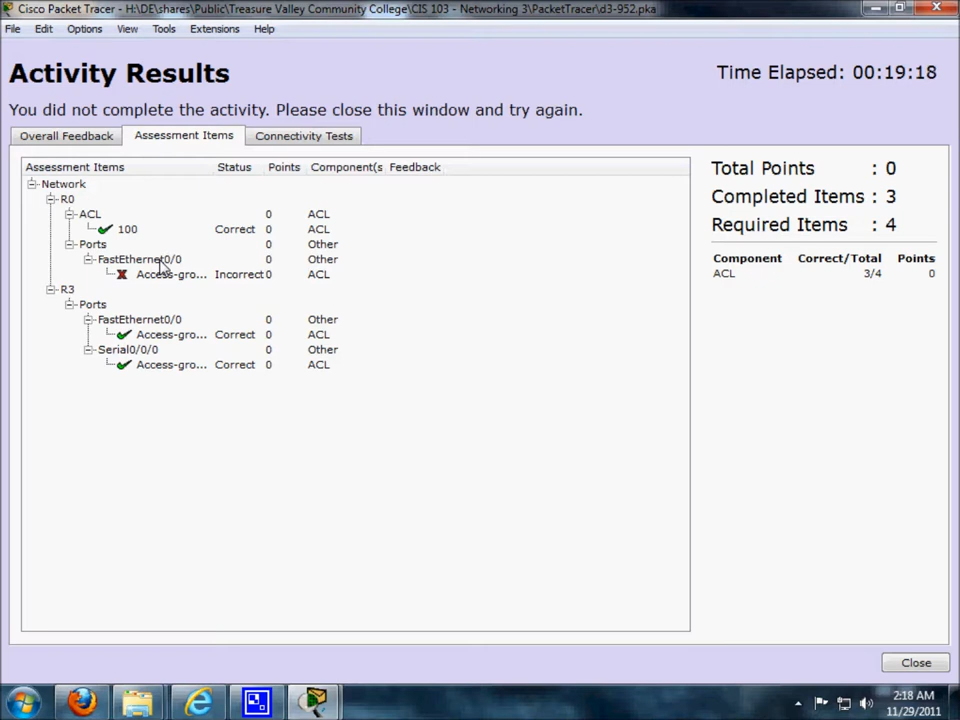 Cisco Packet Tracer - H:\DE\shares\Public\Treasure Valley Community College\CIS 103 - Networking 3\PacketTracer\d3-952.pka
File Edit Options View Tools Extensions Help
Activity Results
Time Elapsed: 00:19:18
You did not complete the activity. Please close this window and try again.
Overall Feedback Assessment Items Connectivity Tests
Assessment Items Status Points Component(s Feedback
Network
R0
ACL 0 ACL
100 Correct 0 ACL
Ports 0 Other
FastEthernet0/0 0 Other
Access-gro... Incorrect 0 ACL
R3
Ports
FastEthernet0/0 0 Other
Access-gro... Correct 0 ACL
Serial0/0/0 0 Other
Access-gro... Correct 0 ACL
Total Points : 0
Completed Items : 3
Required Items : 4
Component Correct/Total Points
ACL 3/4 0
Close
2:18 AM
11/29/2011